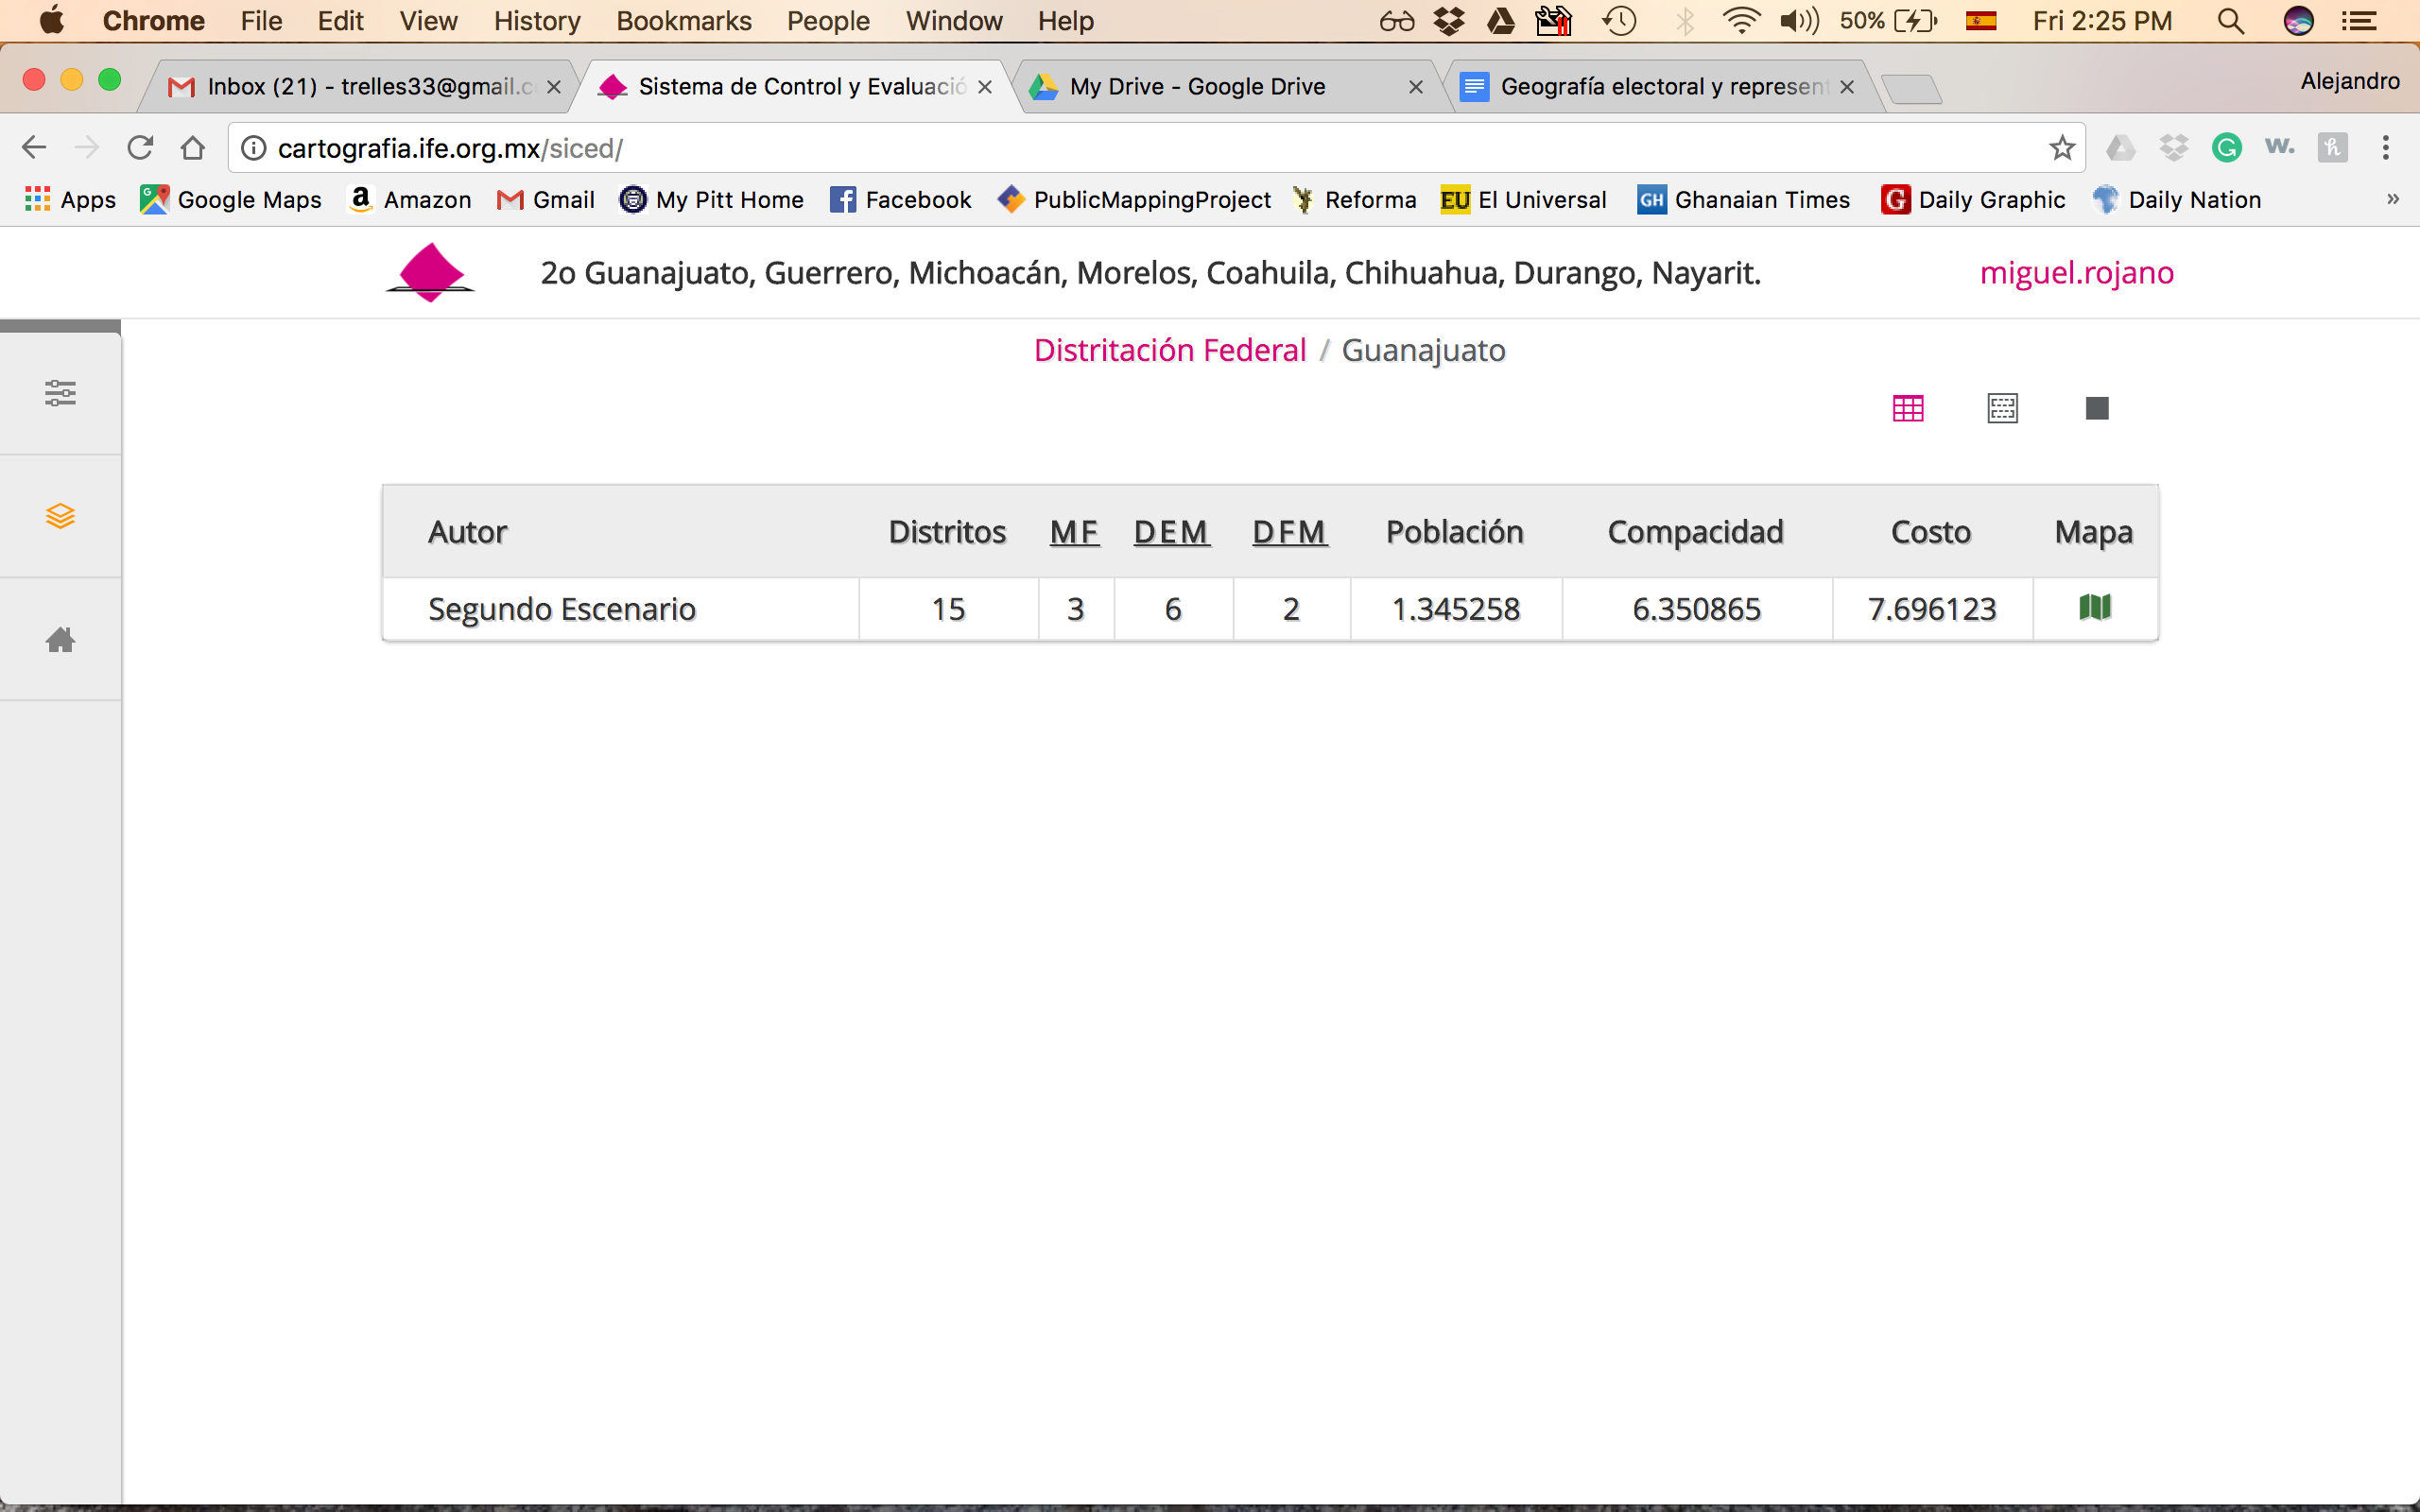 Chrome File Edit View History Bookmarks People Window Help 50% Fri 2:25 PM
Inbox (21) - trelles33@gmail.c Sistema de Control y Evaluació My Drive - Google Drive Geografía electoral y represent Alejandro
cartografia.ife.org.mx/siced/
Apps Google Maps Amazon Gmail My Pitt Home Facebook PublicMappingProject Reforma EU El Universal GH Ghanaian Times G Daily Graphic Daily Nation »
2o Guanajuato, Guerrero, Michoacán, Morelos, Coahuila, Chihuahua, Durango, Nayarit. miguel.rojano
Distritación Federal / Guanajuato
Autor Distritos MF DEM DFM Población Compacidad Costo Mapa
Segundo Escenario 15 3 6 2 1.345258 6.350865 7.696123